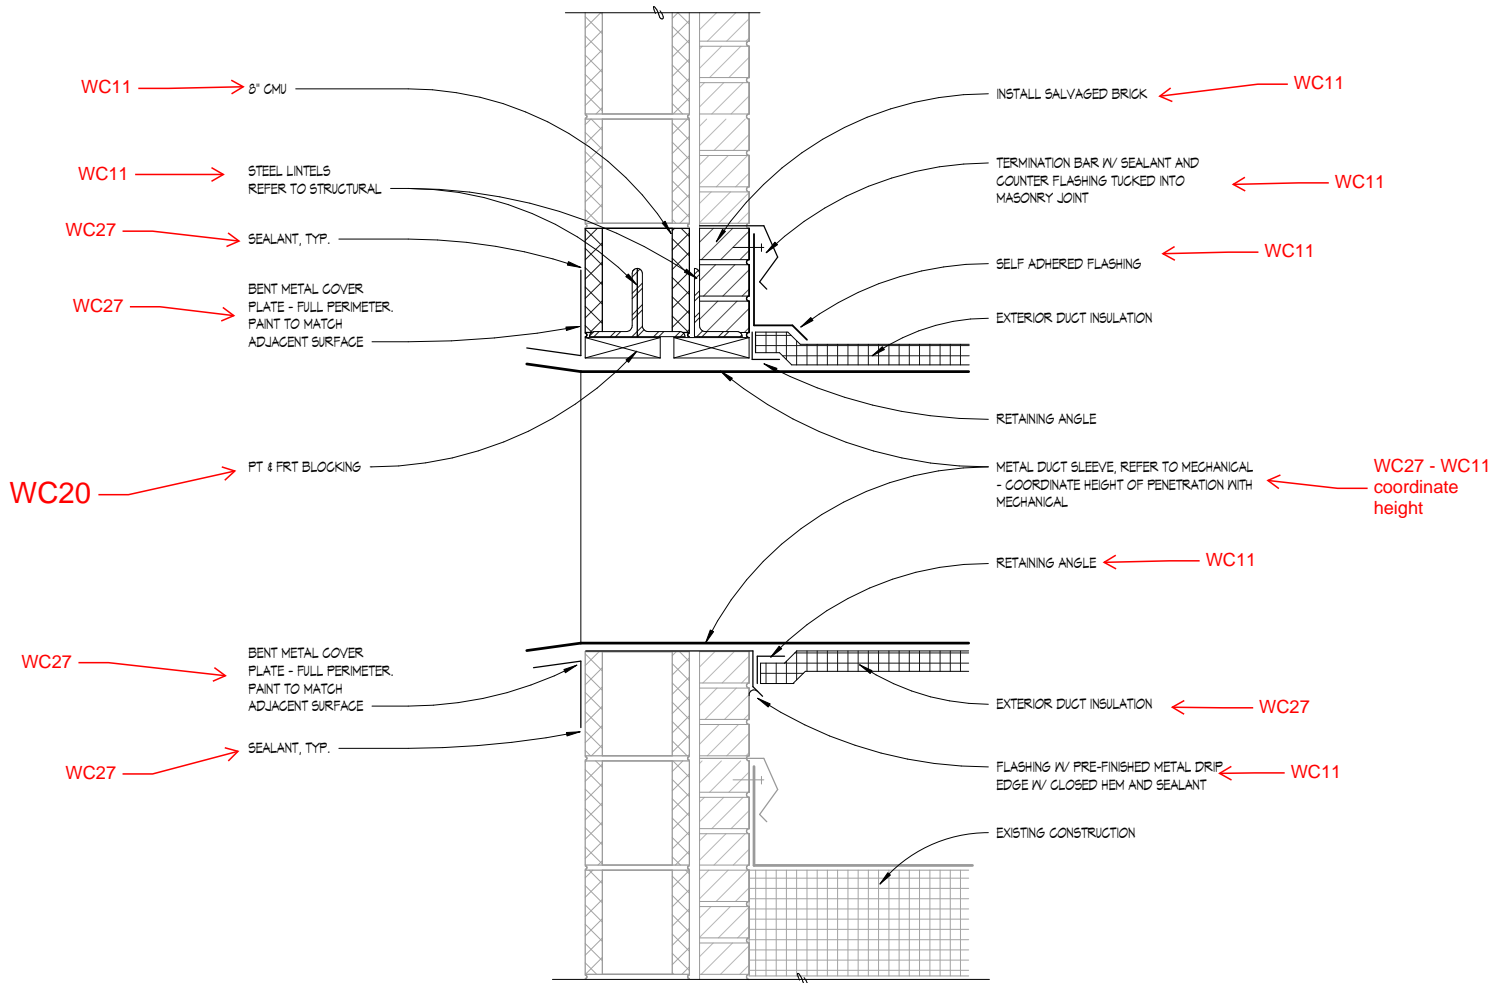 WC11
8" CMU
WC11
STEEL LINTELS
REFER TO STRUCTURAL
WC27
SEALANT, TYP.
WC27
BENT METAL COVER
PLATE - FULL PERIMETER.
PAINT TO MATCH
ADJACENT SURFACE
WC20
PT & FRT BLOCKING
WC27
BENT METAL COVER
PLATE - FULL PERIMETER.
PAINT TO MATCH
ADJACENT SURFACE
WC27
SEALANT, TYP.
INSTALL SALVAGED BRICK
WC11
TERMINATION BAR W/ SEALANT AND
COUNTER FLASHING TUCKED INTO
MASONRY JOINT
WC11
SELF ADHERED FLASHING
WC11
EXTERIOR DUCT INSULATION
RETAINING ANGLE
METAL DUCT SLEEVE, REFER TO MECHANICAL
- COORDINATE HEIGHT OF PENETRATION WITH
MECHANICAL
WC27 - WC11
coordinate
height
RETAINING ANGLE
WC11
EXTERIOR DUCT INSULATION
WC27
FLASHING W/ PRE-FINISHED METAL DRIP
EDGE W/ CLOSED HEM AND SEALANT
WC11
EXISTING CONSTRUCTION